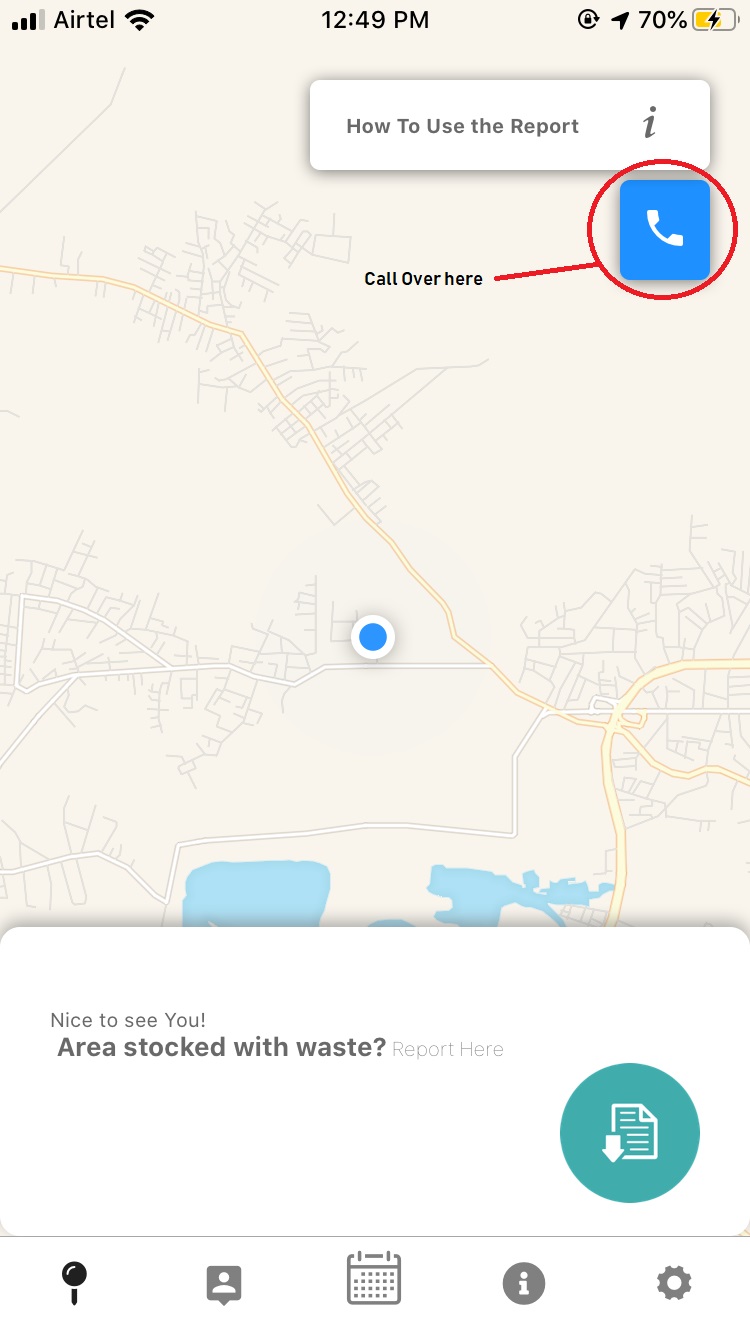 Airtel 12:49 PM 70%
How To Use the Report i
Call Over here
Nice to see You!
Area stocked with waste? Report Here